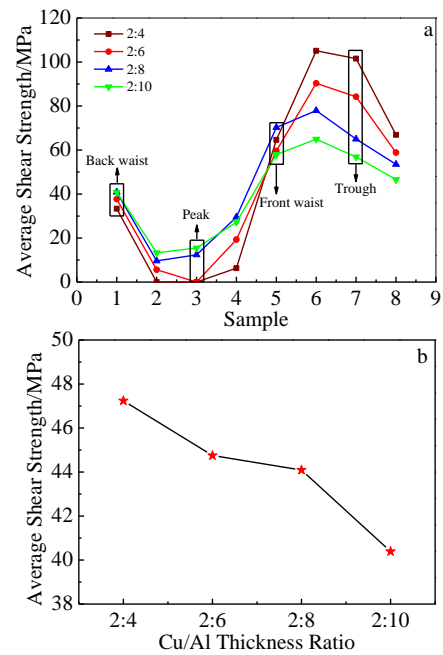 a
120
100
80
60
40
20
0
Average Shear Strength/MPa
2:4
2:6
2:8
2:10
Back waist
Peak
Front waist
Trough
0 1 2 3 4 5 6 7 8 9
Sample
b
50
48
46
44
42
40
38
Average Shear Strength/MPa
2:4 2:6 2:8 2:10
Cu/Al Thickness Ratio